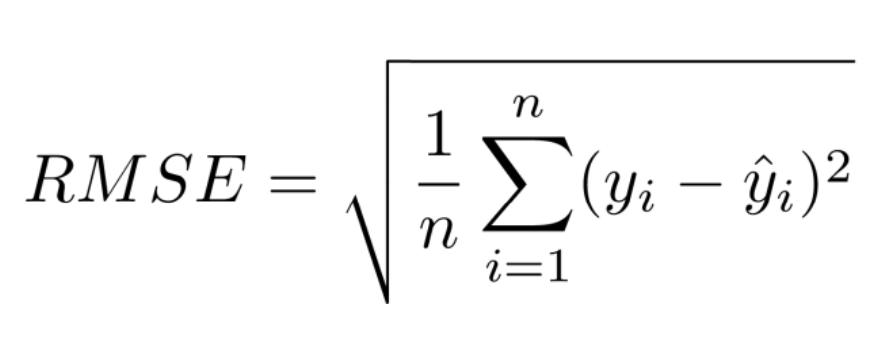 $RMSE = \sqrt{\frac{1}{n} \sum_{i=1}^{n} (y_i - \hat{y}_i)^2}$